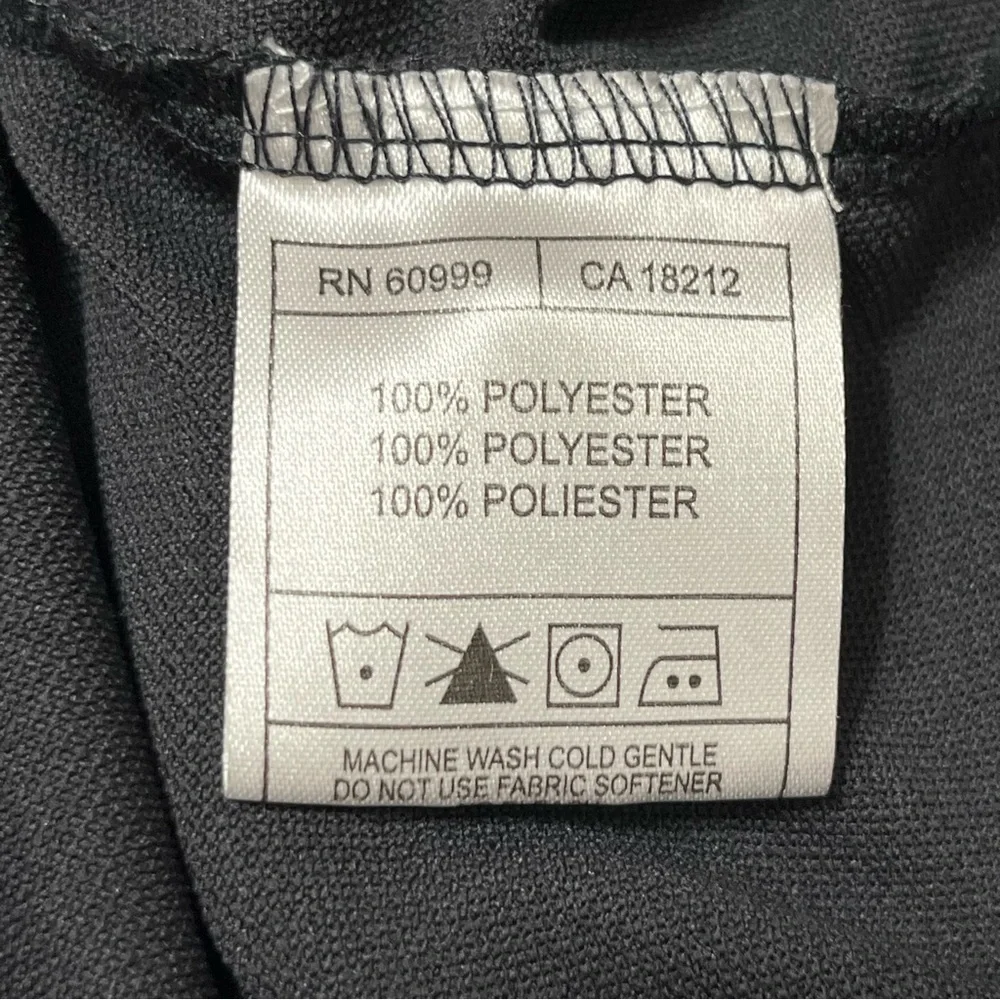 RN 60999 CA 18212
100% POLYESTER
100% POLYESTER
100% POLIESTER
MACHINE WASH COLD GENTLE
DO NOT USE FABRIC SOFTENER